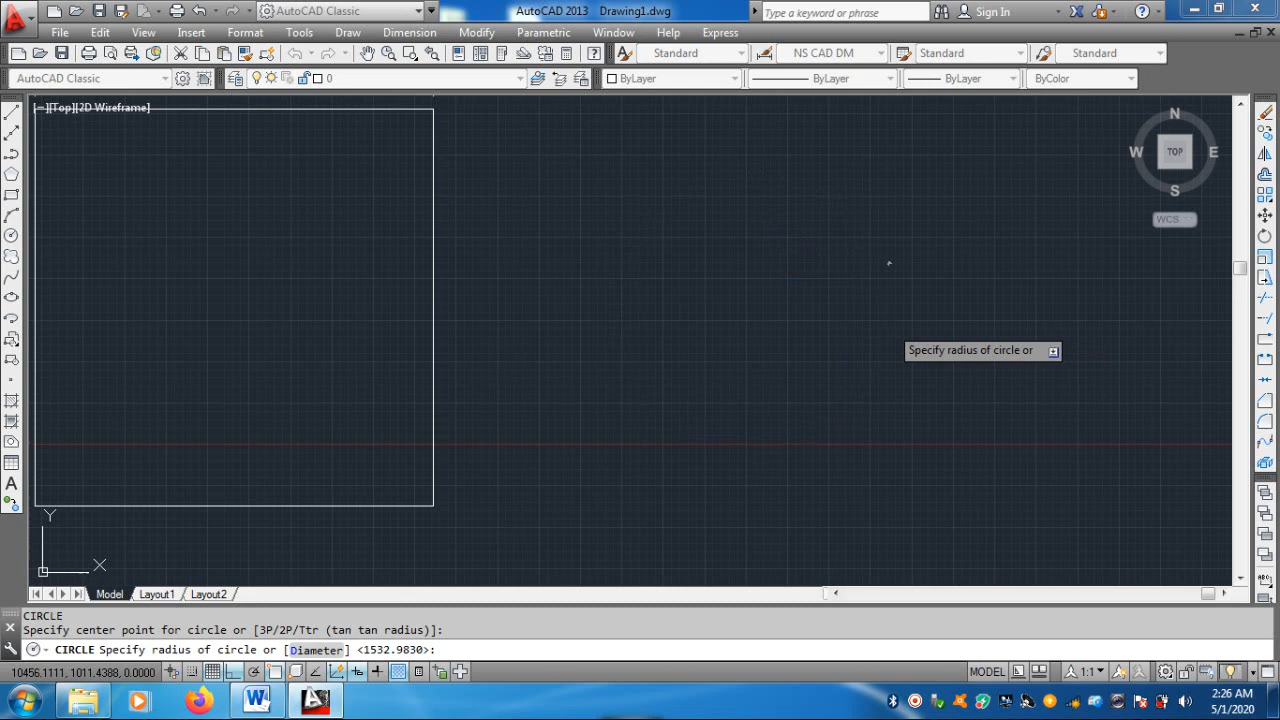 AutoCAD Classic
AutoCAD 2013 Drawing1.dwg
Type a keyword or phrase
Sign In
File Edit View Insert Format Tools Draw Dimension Modify Parametric Window Help Express
Standard NS CAD DM Standard Standard
AutoCAD Classic 0 ByLayer ByLayer ByLayer ByColor
[−][Top][2D Wireframe]
N
W TOP E
S
WCS
Specify radius of circle or
Y
X
Model Layout1 Layout2
CIRCLE
Specify center point for circle or [3P/2P/Ttr (tan tan radius)]:
CIRCLE Specify radius of circle or [Diameter] <1532.9830>:
10456.1111, 1011.4388, 0.0000 MODEL 1:1
2:26 AM
5/1/2020